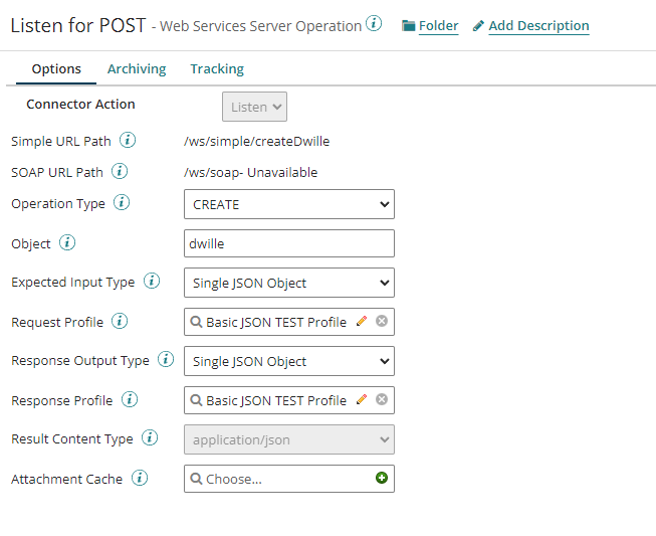 Listen for POST - Web Services Server Operation i Folder Add Description
Options Archiving Tracking
Connector Action Listen
Simple URL Path i /ws/simple/createDwille
SOAP URL Path i /ws/soap- Unavailable
Operation Type i CREATE
Object i dwille
Expected Input Type i Single JSON Object
Request Profile i Basic JSON TEST Profile
Response Output Type i Single JSON Object
Response Profile i Basic JSON TEST Profile
Result Content Type i application/json
Attachment Cache i Choose...